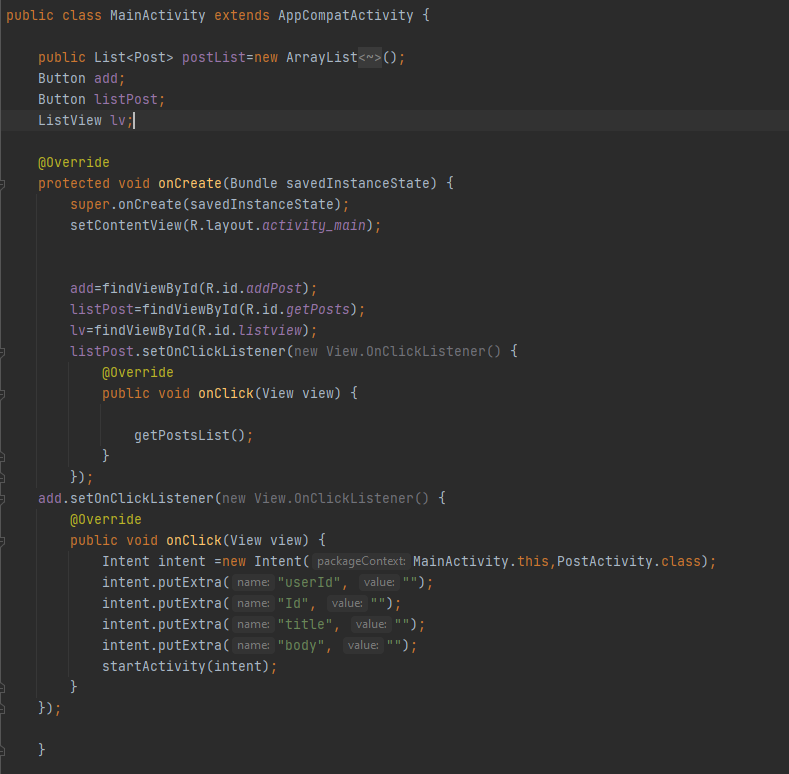 public class MainActivity extends AppCompatActivity {
public List<Post> postList=new ArrayList<~>();
Button add;
Button listPost;
ListView lv;
@Override
protected void onCreate(Bundle savedInstanceState) {
super.onCreate(savedInstanceState);
setContentView(R.layout.activity_main);
add=findViewById(R.id.addPost);
listPost=findViewById(R.id.getPosts);
lv=findViewById(R.id.listview);
listPost.setOnClickListener(new View.OnClickListener() {
@Override
public void onClick(View view) {
getPostsList();
}
});
add.setOnClickListener(new View.OnClickListener() {
@Override
public void onClick(View view) {
Intent intent =new Intent( packageContext: MainActivity.this,PostActivity.class);
intent.putExtra( name: "userId", value: "");
intent.putExtra( name: "Id", value: "");
intent.putExtra( name: "title", value: "");
intent.putExtra( name: "body", value: "");
startActivity(intent);
}
});
}